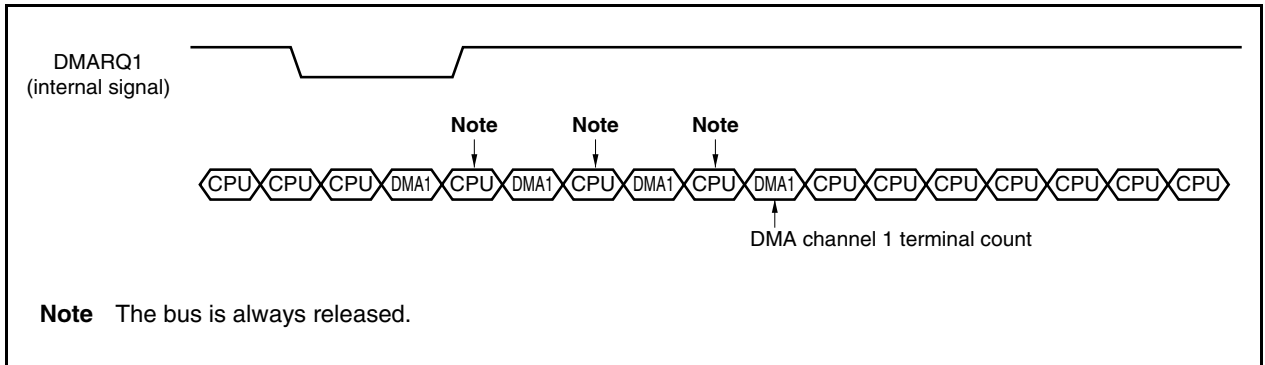 DMARQ1
(internal signal)
Note Note Note
CPU CPU CPU DMA1 CPU DMA1 CPU DMA1 CPU DMA1 CPU CPU CPU CPU CPU CPU CPU
DMA channel 1 terminal count
Note The bus is always released.